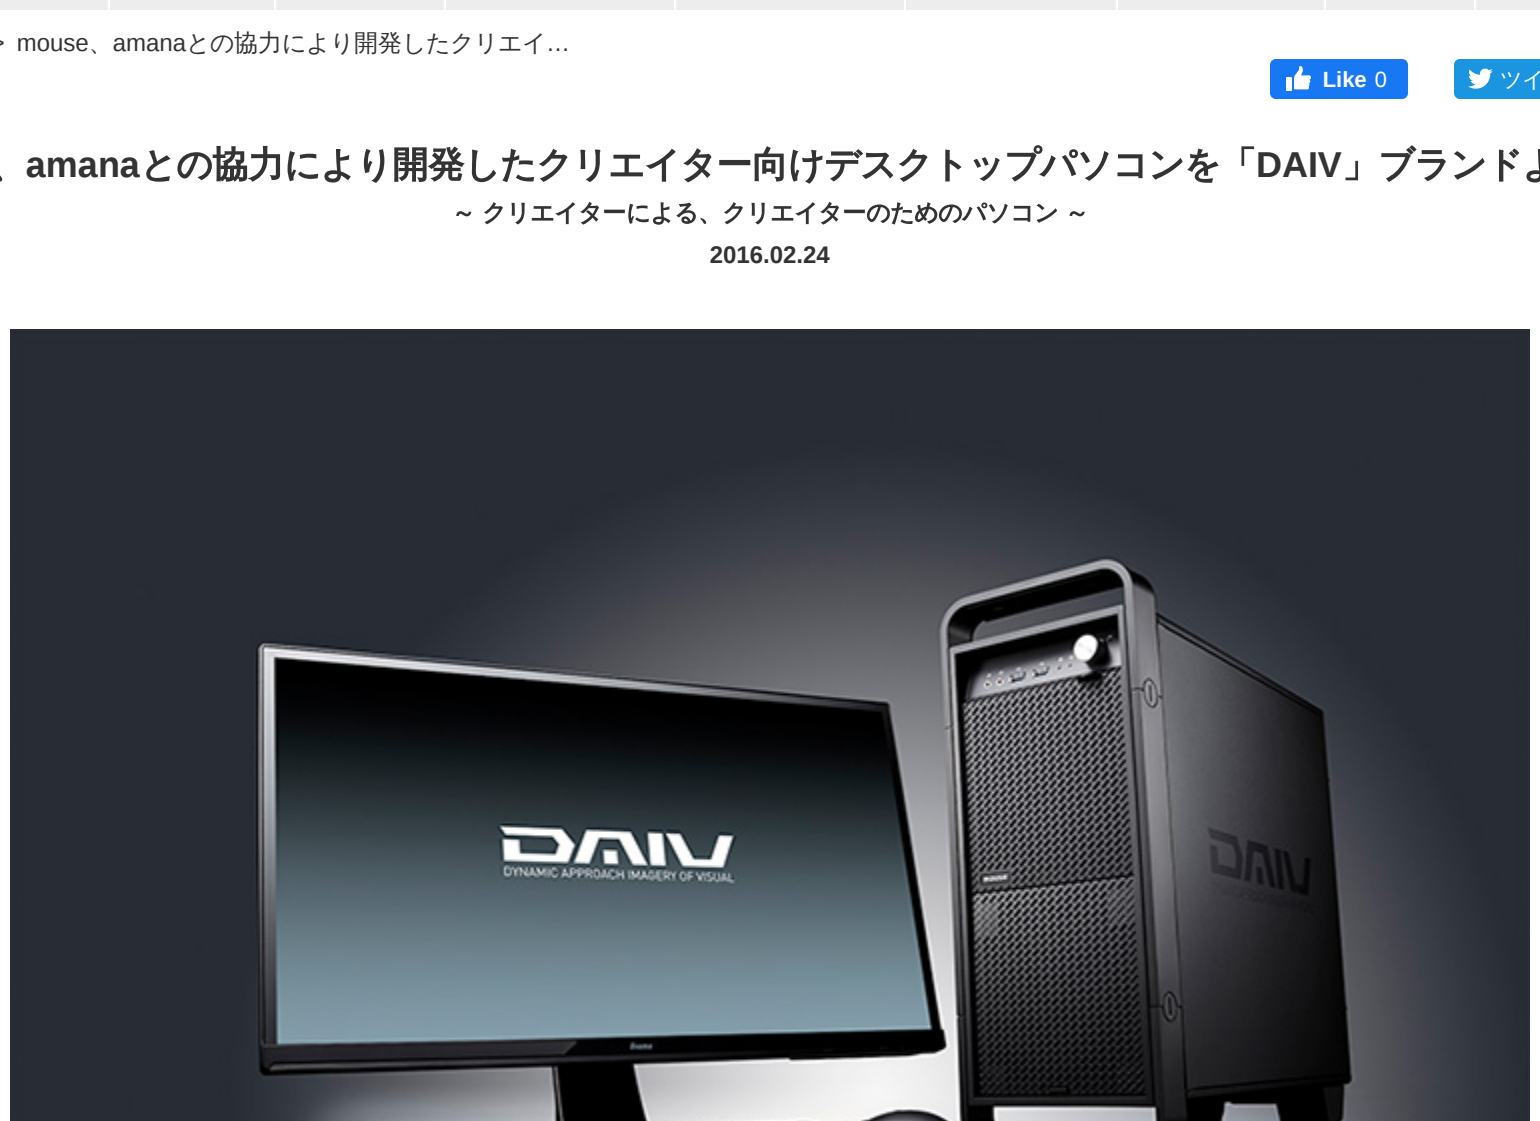 > mouse、amanaとの協力により開発したクリエイ…
Like 0
ツイ
、amanaとの協力により開発したクリエイター向けデスクトップパソコンを「DAIV」ブランドよ
～ クリエイターによる、クリエイターのためのパソコン ～
2016.02.24
DAIV
DYNAMIC APPROACH IMAGERY OF VISUAL
mouse
DAIV
iiyama